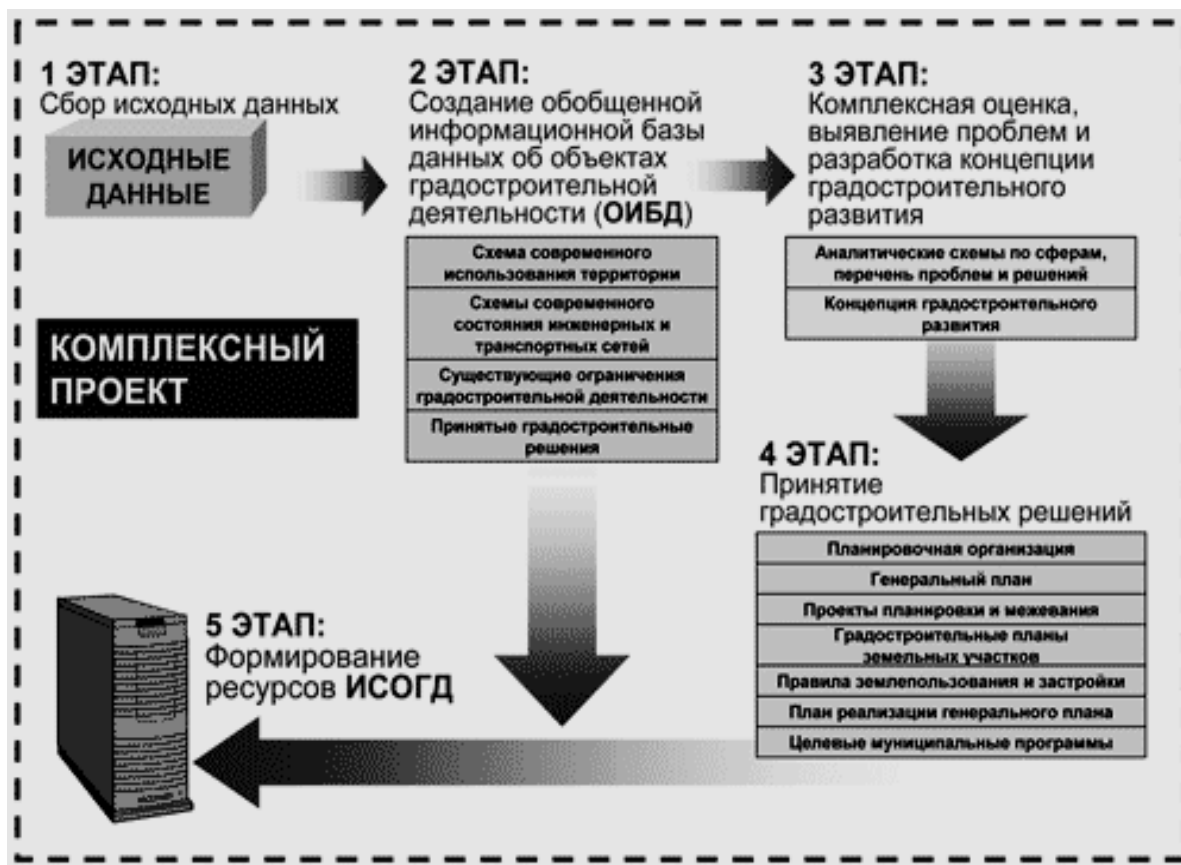 1 ЭТАП:
Сбор исходных данных
ИСХОДНЫЕ
ДАННЫЕ
2 ЭТАП:
Создание обобщенной
информационной базы
данных об объектах
градостроительной
деятельности (ОИБД)
Схема современного
использования территории
Схемы современного
состояния инженерных и
транспортных сетей
Существующие ограничения
градостроительной деятельности
Принятые градостроительные
решения
3 ЭТАП:
Комплексная оценка,
выявление проблем и
разработка концепции
градостроительного
развития
Аналитические схемы по сферам,
перечень проблем и решений
Концепция градостроительного
развития
КОМПЛЕКСНЫЙ
ПРОЕКТ
4 ЭТАП:
Принятие
градостроительных решений
Планировочная организация
Генеральный план
Проекты планировки и межевания
Градостроительные планы
земельных участков
Правила землепользования и застройки
План реализации генерального плана
Целевые муниципальные программы
5 ЭТАП:
Формирование
ресурсов ИСОГД